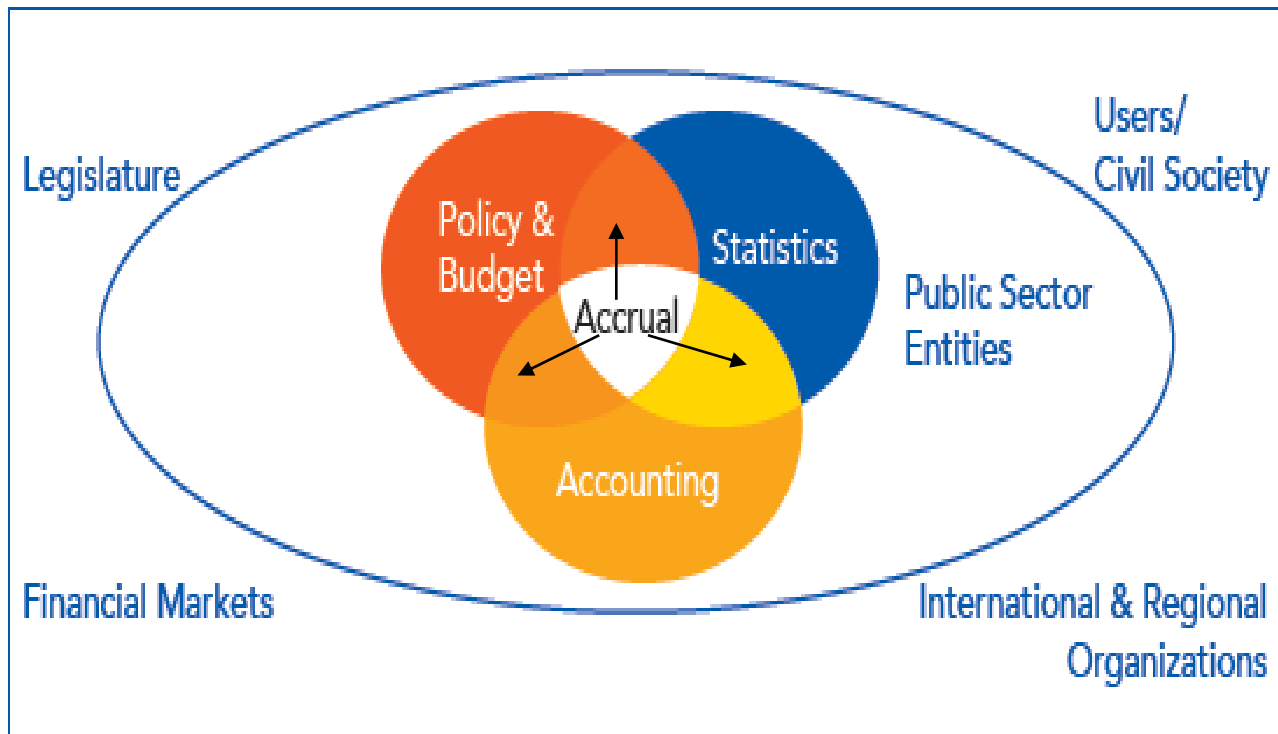 Legislature
Users/
Civil Society
Policy &
Budget
Statistics
Public Sector
Entities
Accrual
Accounting
Financial Markets
International & Regional
Organizations